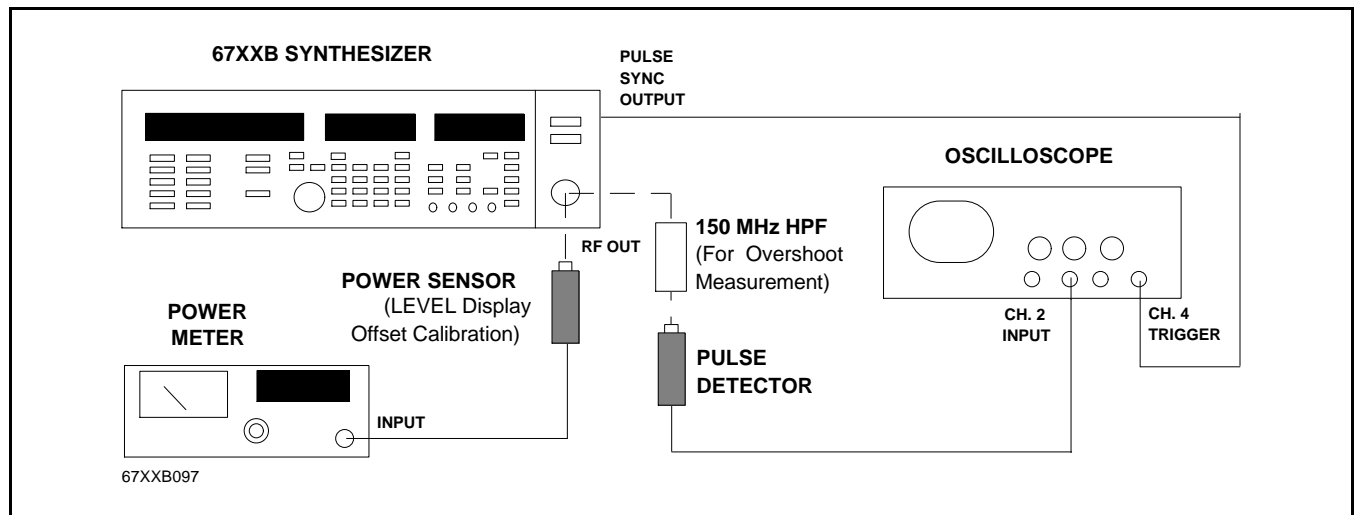 67XXB SYNTHESIZER
PULSE
SYNC
OUTPUT
OSCILLOSCOPE
RF OUT
150 MHz HPF
(For Overshoot
Measurement)
POWER SENSOR
(LEVEL Display
Offset Calibration)
POWER
METER
CH. 2
INPUT
CH. 4
TRIGGER
PULSE
DETECTOR
INPUT
67XXB097